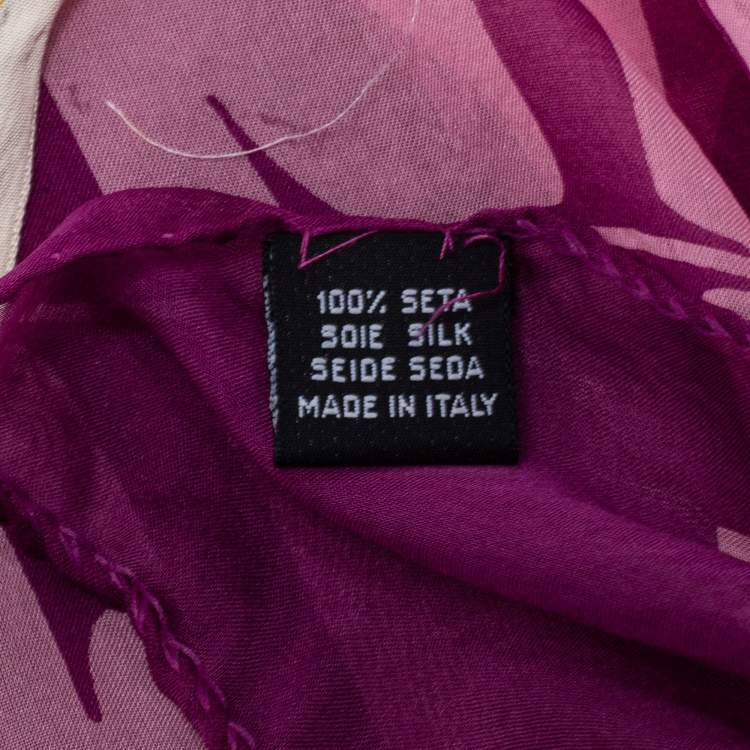 100% SETA
SOIE SILK
SEIDE SEDA
MADE IN ITALY